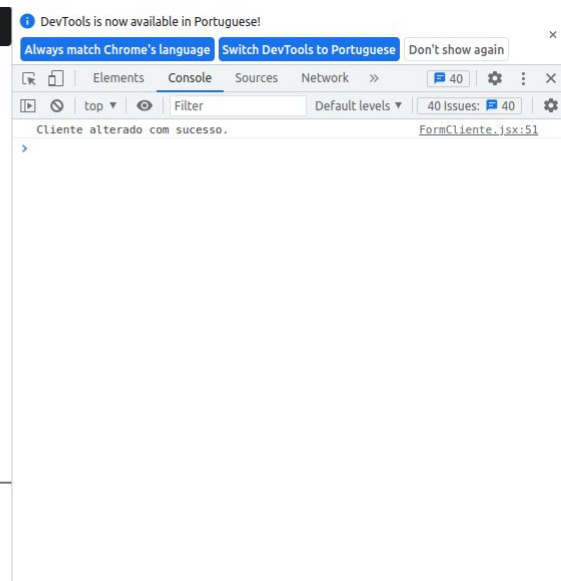 DevTools is now available in Portuguese!
Always match Chrome's language Switch DevTools to Portuguese Don't show again
Elements Console Sources Network » 40
top ▼ Filter Default levels ▼ 40 Issues: 40
Cliente alterado com sucesso. FormCliente.jsx:51